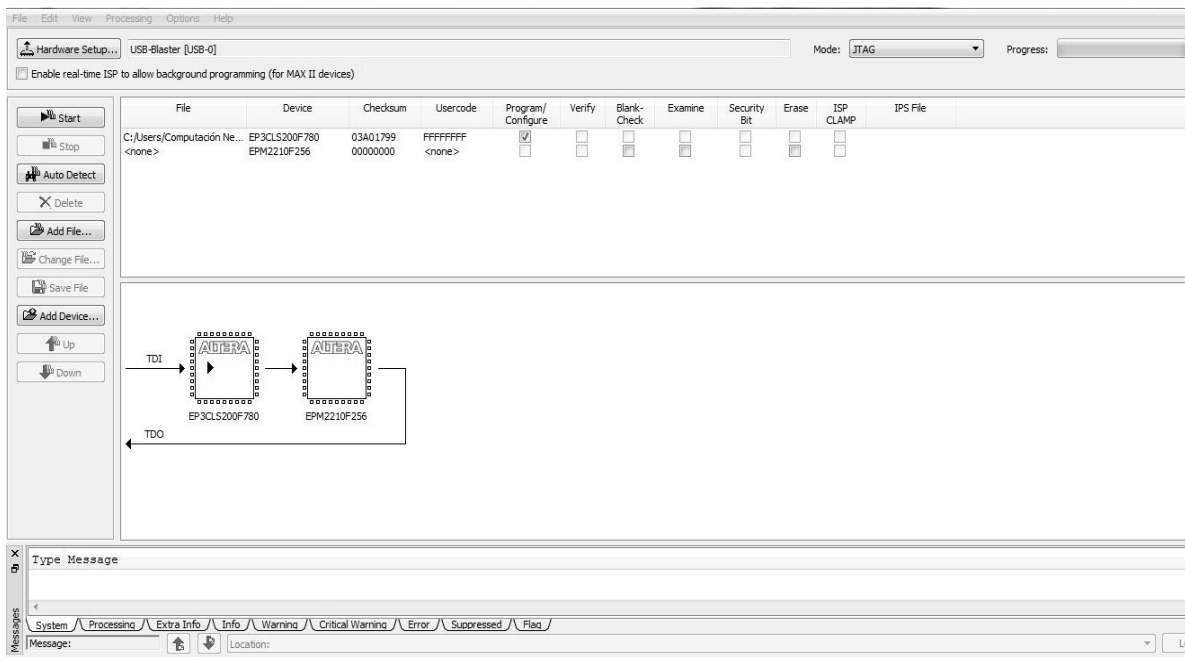 File Edit View Processing Options Help
Hardware Setup... USB-Blaster [USB-0] Mode: JTAG Progress:
Enable real-time ISP to allow background programming (for MAX II devices)
Start
Stop
Auto Detect
Delete
Add File...
Change File...
Save File
Add Device...
Up
Down
File Device Checksum Usercode Program/ Configure Verify Blank- Check Examine Security Bit Erase ISP CLAMP IPS File
C:/Users/Computación Ne... EP3CLS200F780 03A01799 FFFFFFFF
<none> EPM2210F256 00000000 <none>
ALTERA ALTERA
TDI
EP3CLS200F780 EPM2210F256
TDO
Messages
Type Message
System Processing Extra Info Info Warning Critical Warning Error Suppressed Flag
Message: Location: